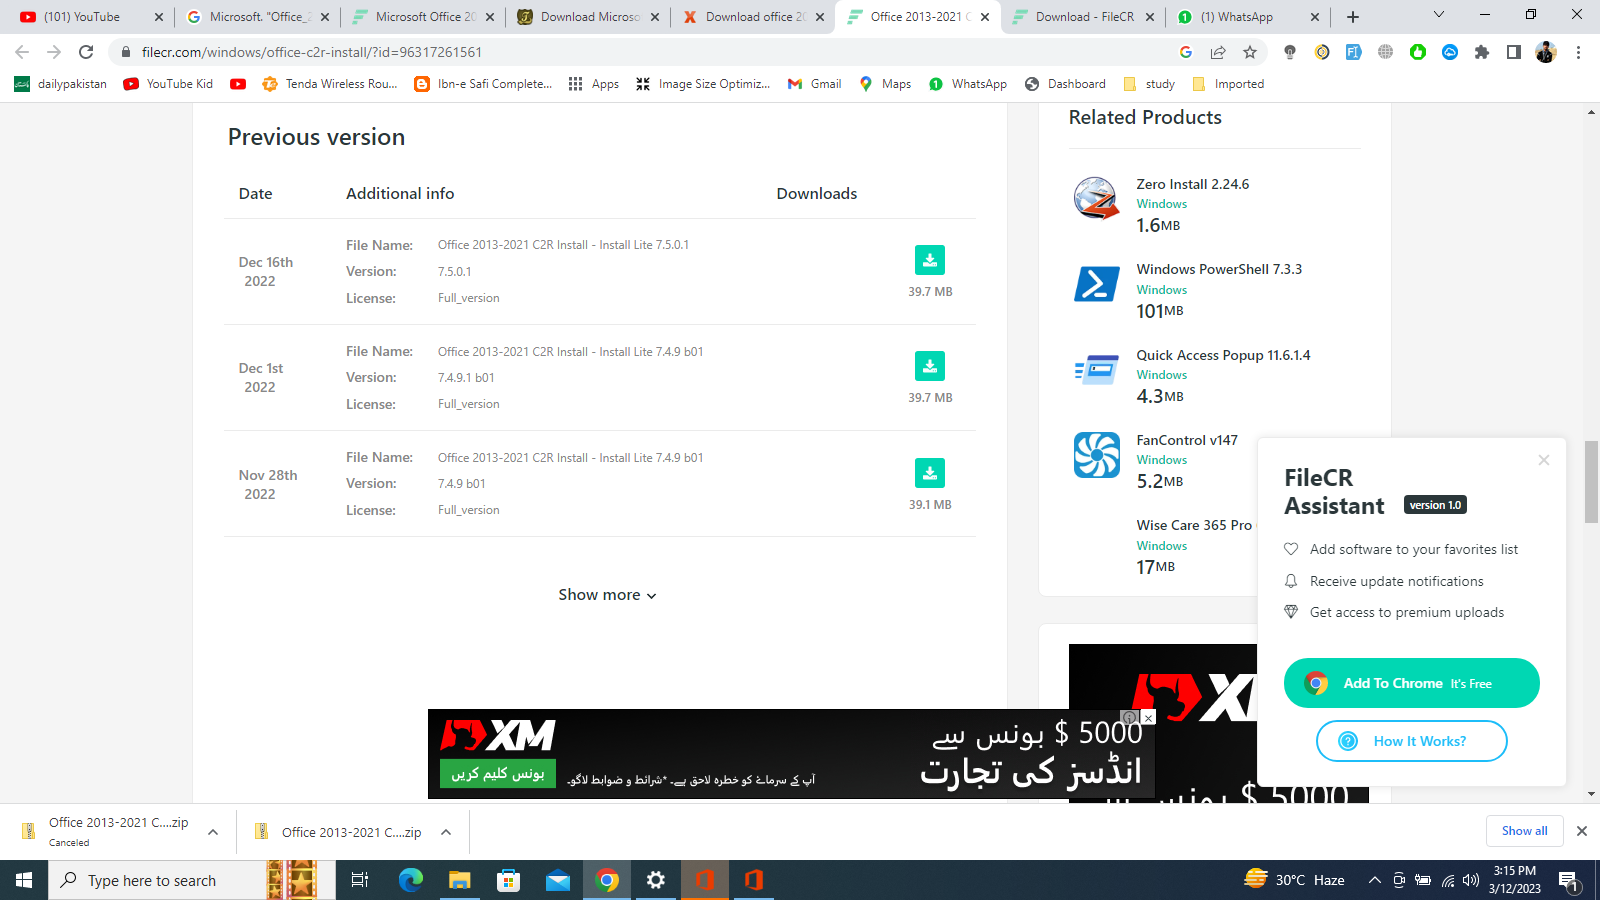 (101) YouTube
Microsoft. "Office_2
Microsoft Office 20
Download Microso
Download office 20
Office 2013-2021 C
Download - FileCR
(1) WhatsApp
filecr.com/windows/office-c2r-install/?id=96317261561
dailypakistan
YouTube Kid
Tenda Wireless Rou...
Ibn-e Safi Complete...
Apps
Image Size Optimiz...
Gmail
Maps
WhatsApp
Dashboard
study
Imported
Previous version
Date Additional info Downloads
Dec 16th
2022
File Name: Office 2013-2021 C2R Install - Install Lite 7.5.0.1
Version: 7.5.0.1
License: Full_version
39.7 MB
Dec 1st
2022
File Name: Office 2013-2021 C2R Install - Install Lite 7.4.9 b01
Version: 7.4.9.1 b01
License: Full_version
39.7 MB
Nov 28th
2022
File Name: Office 2013-2021 C2R Install - Install Lite 7.4.9 b01
Version: 7.4.9 b01
License: Full_version
39.1 MB
Show more
Related Products
Zero Install 2.24.6
Windows
1.6MB
Windows PowerShell 7.3.3
Windows
101MB
Quick Access Popup 11.6.1.4
Windows
4.3MB
FanControl v147
Windows
5.2MB
Wise Care 365 Pro
Windows
17MB
FileCR
Assistant version 1.0
Add software to your favorites list
Receive update notifications
Get access to premium uploads
Add To Chrome It's Free
How It Works?
XM
بونس کلیم کریں
5000 $ بونس سے
انڈسز کی تجارت
آپ کے سرمائے کو خطرہ لاحق ہے۔ *شرائط و ضوابط لاگو۔
XM
5000 $ بونس سے
Office 2013-2021 C....zip
Canceled
Office 2013-2021 C....zip
Show all
Type here to search
30°C Haze
3:15 PM
3/12/2023
1